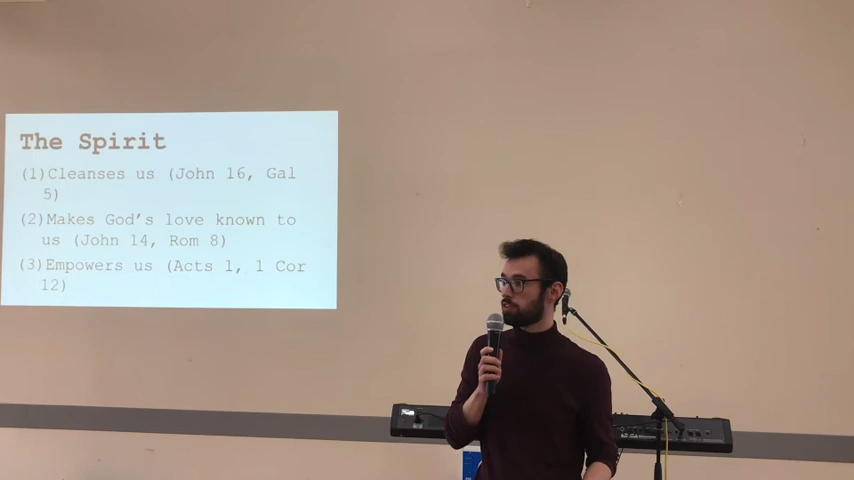 The Spirit
(1)Cleanses us (John 16, Gal
5)
(2)Makes God's love known to
us (John 14, Rom 8)
(3)Empowers us (Acts 1, 1 Cor
12)